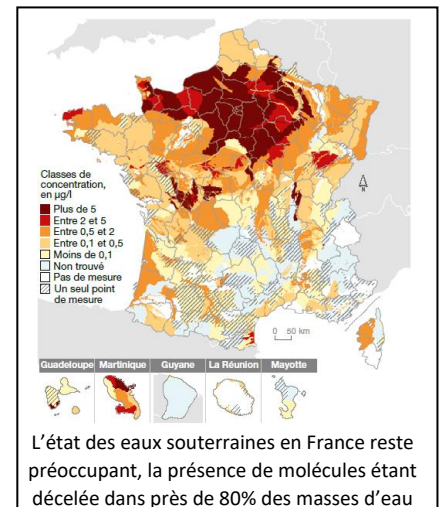 Classes de
concentration,
en µg/l
Plus de 5
Entre 2 et 5
Entre 0,5 et 2
Entre 0,1 et 0,5
Moins de 0,1
Non trouvé
Pas de mesure
Un seul point
de mesure
0 50 km
N
Guadeloupe Martinique Guyane La Réunion Mayotte
L’état des eaux souterraines en France reste
préoccupant, la présence de molécules étant
décelée dans près de 80% des masses d’eau